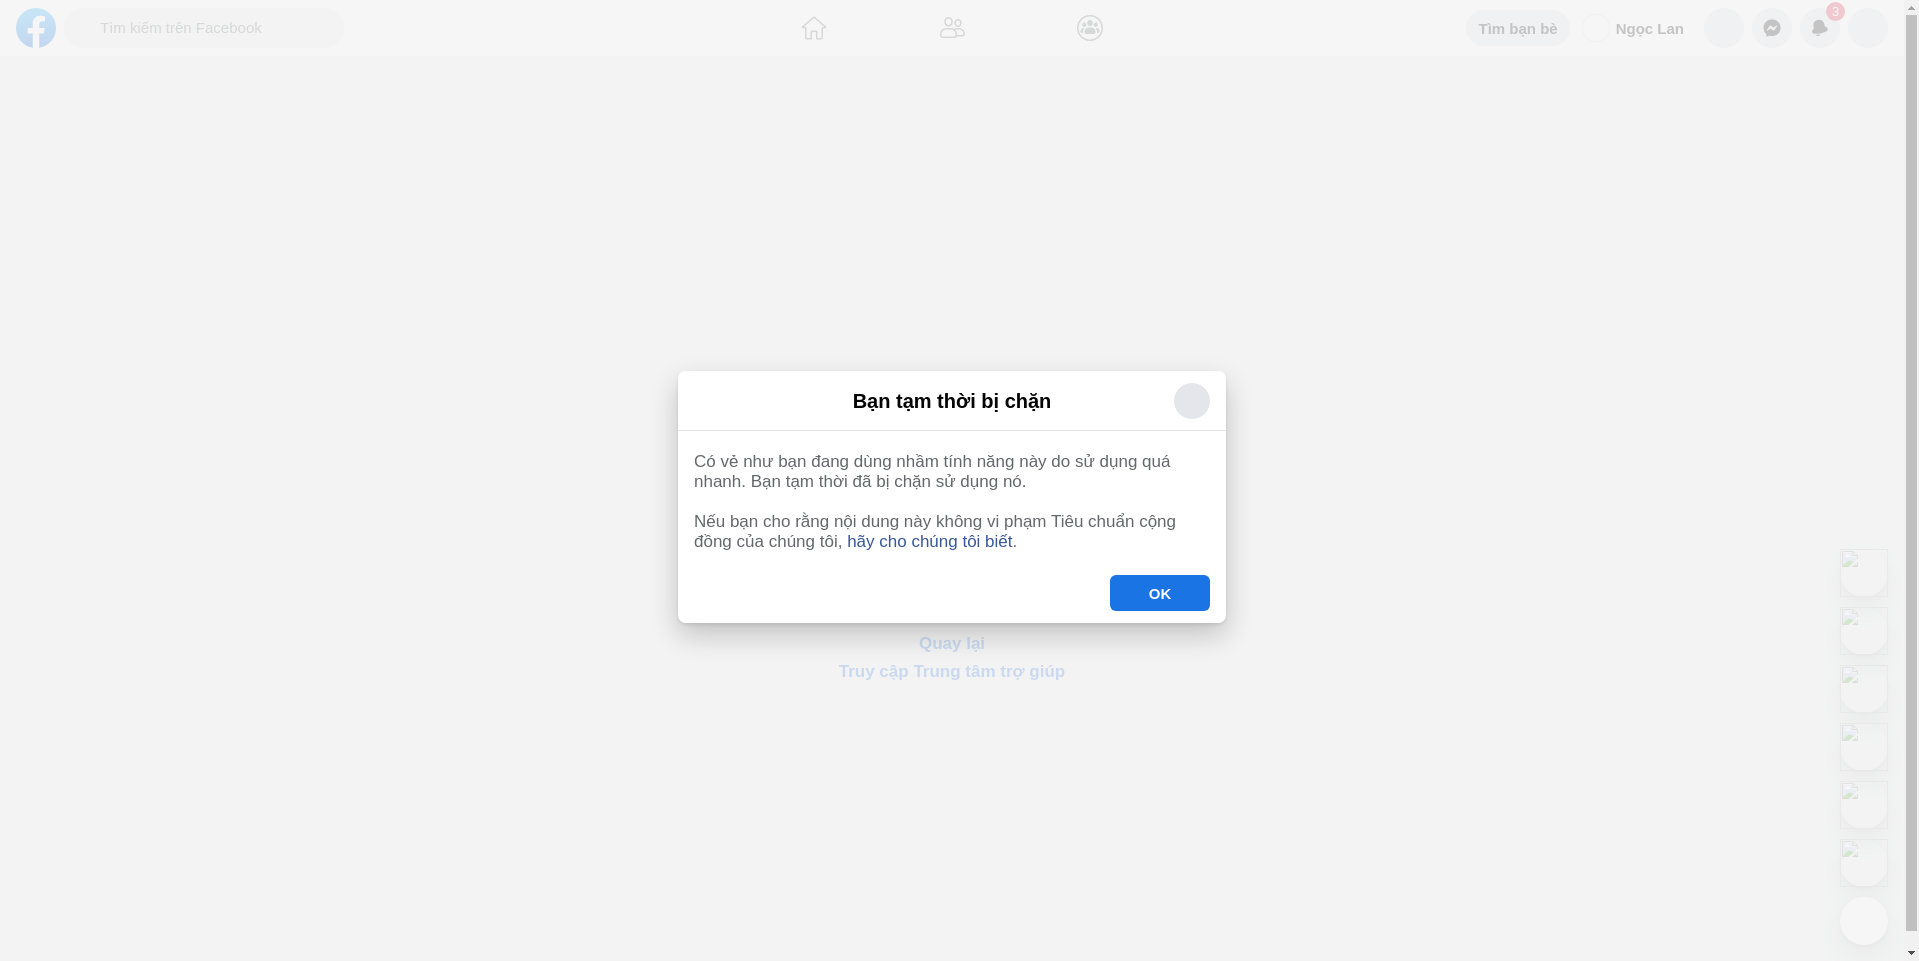 Tìm kiếm trên Facebook
Tìm bạn bè
Ngọc Lan
3
Bạn tạm thời bị chặn
Có vẻ như bạn đang dùng nhầm tính năng này do sử dụng quá
nhanh. Bạn tạm thời đã bị chặn sử dụng nó.
Nếu bạn cho rằng nội dung này không vi phạm Tiêu chuẩn cộng
đồng của chúng tôi, hãy cho chúng tôi biết.
OK
Quay lại
Truy cập Trung tâm trợ giúp